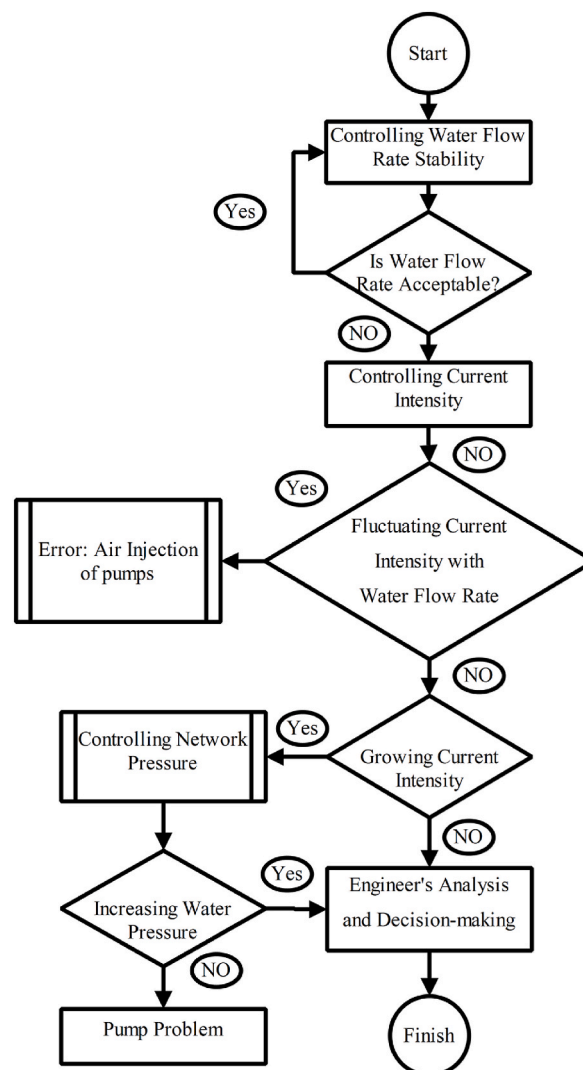 Start
Controlling Water Flow
Rate Stability
Yes
Is Water Flow
Rate Acceptable?
NO
Controlling Current
Intensity
NO
Yes
Fluctuating Current
Intensity with
Water Flow Rate
Error: Air Injection
of pumps
NO
Yes
Controlling Network
Pressure
Growing Current
Intensity
NO
Yes
Engineer's Analysis
and Decision-making
Increasing Water
Pressure
NO
Pump Problem
Finish